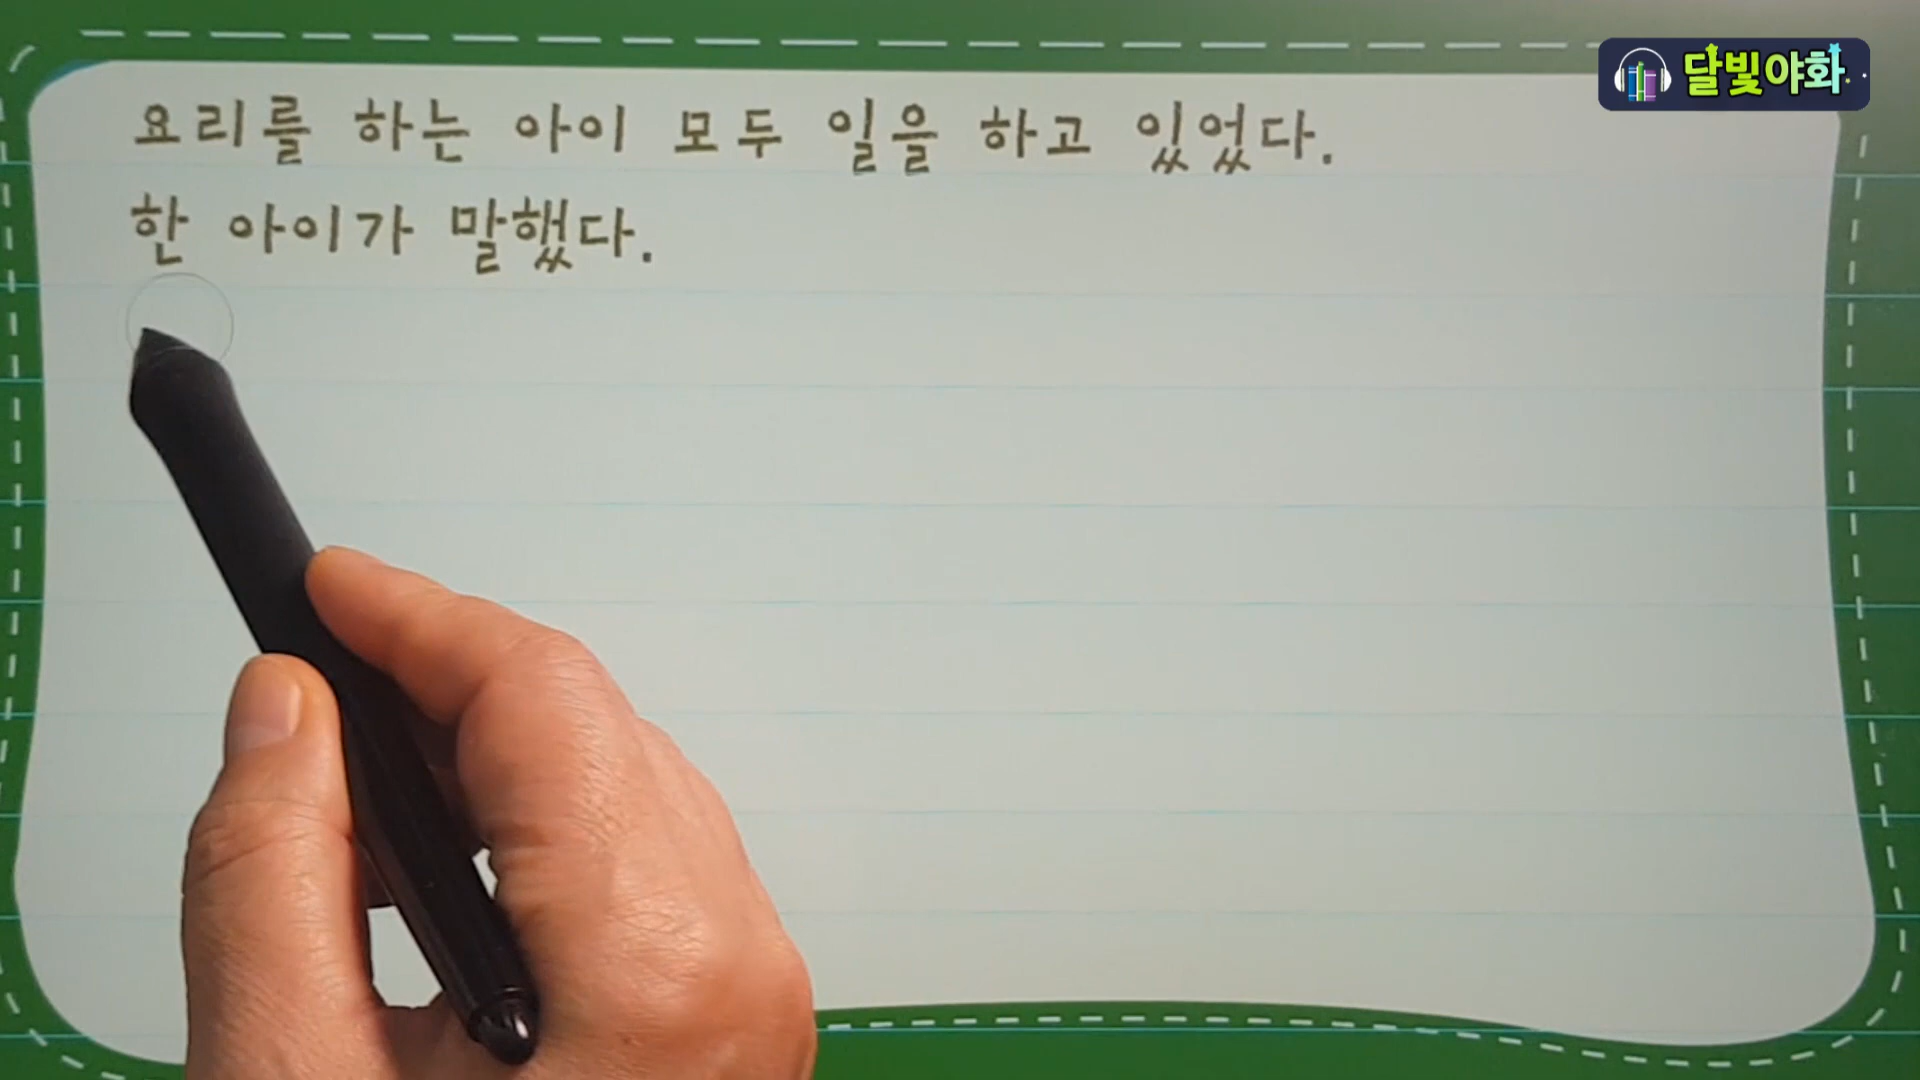 달빛야화
요리를 하는 아이 모두 일을 하고 있었다.
한 아이가 말했다.